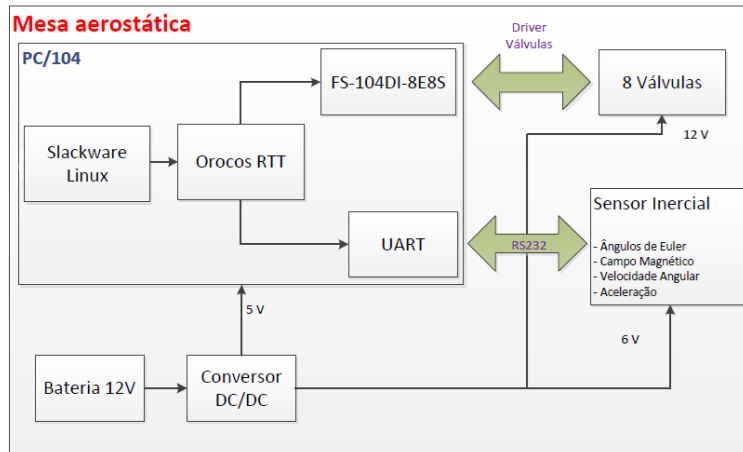 Mesa aerostática
PC/104
FS-104DI-8E8S
Driver
Válvulas
8 Válvulas
12 V
Slackware
Linux
Orocos RTT
UART
RS232
Sensor Inercial
- Ângulos de Euler
- Campo Magnético
- Velocidade Angular
- Aceleração
5 V
6 V
Bateria 12V
Conversor
DC/DC